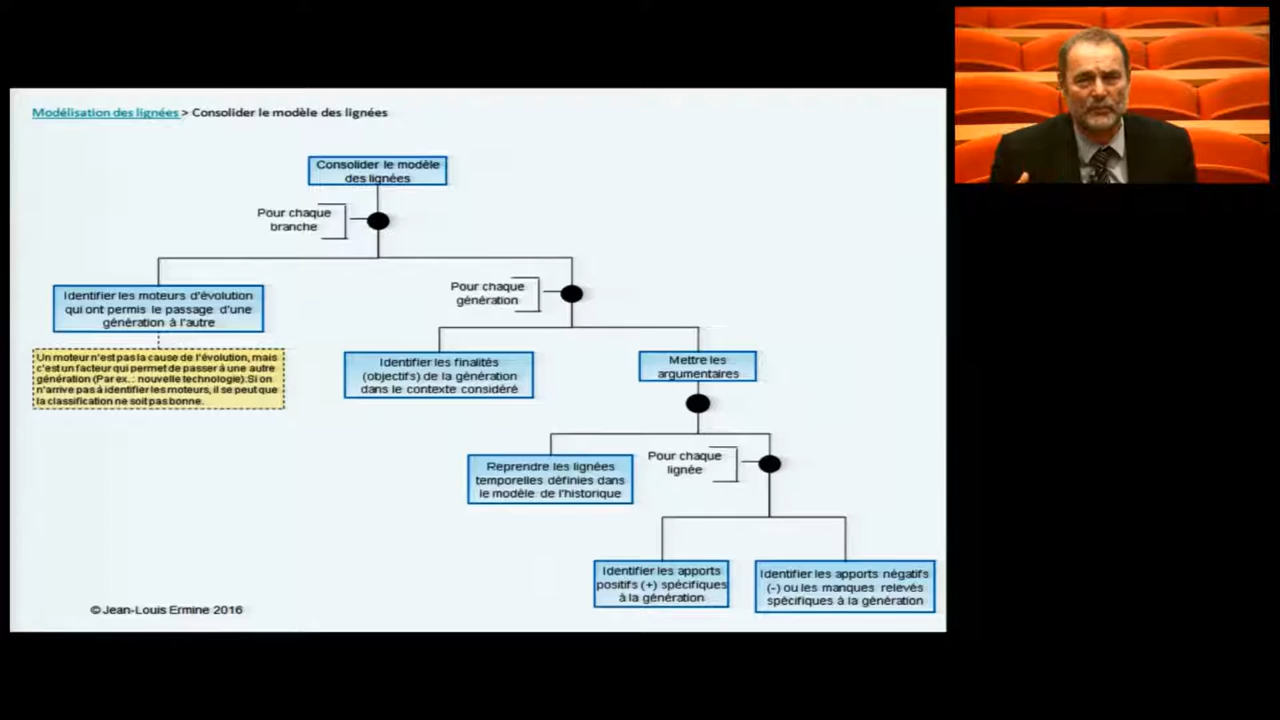 Modélisation des lignées > Consolider le modèle des lignées
Consolider le modèle
des lignées
Pour chaque
branche
Identifier les moteurs d'évolution
qui ont permis le passage d'une
génération à l'autre
Un moteur n'est pas la cause de l'évolution, mais
c'est un facteur qui permet de passer à une autre
génération (Par ex. : nouvelle technologie).Si on
n'arrive pas à identifier les moteurs, il se peut que
la classification ne soit pas bonne.
Pour chaque
génération
Identifier les finalités
(objectifs) de la génération
dans le contexte considéré
Mettre les
argumentaires
Reprendre les lignées
temporelles définies dans
le modèle de l'historique
Pour chaque
lignée
Identifier les apports
positifs (+) spécifiques
à la génération
Identifier les apports négatifs
(-) ou les manques relevés
spécifiques à la génération
© Jean-Louis Ermine 2016